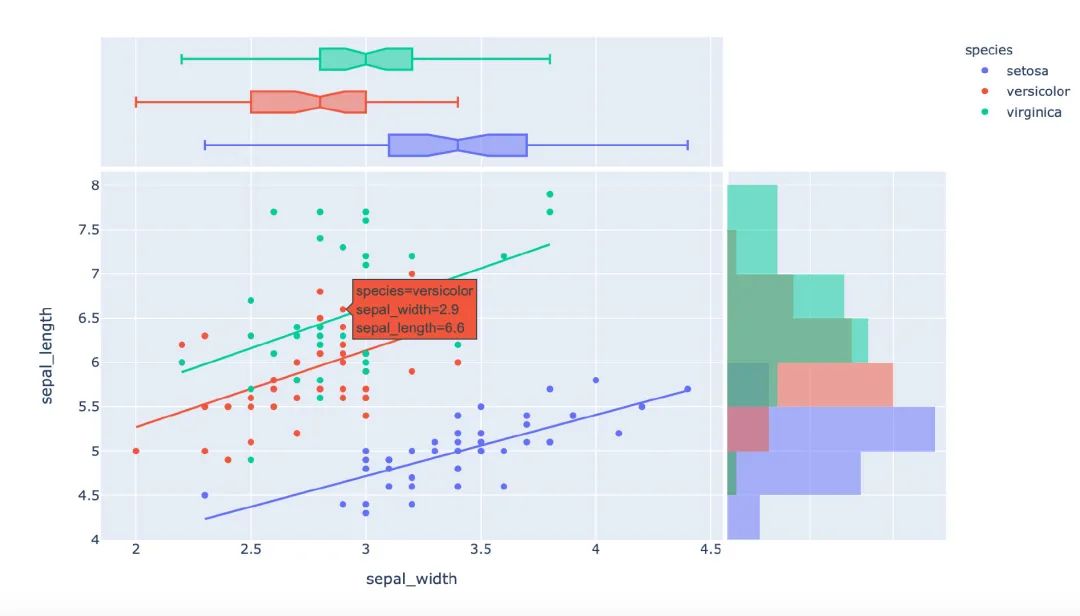 species
setosa
versicolor
virginica
8
7.5
7
6.5
6
5.5
5
4.5
4
sepal_length
species=versicolor
sepal_width=2.9
sepal_length=6.6
2
2.5
3
3.5
4
4.5
sepal_width